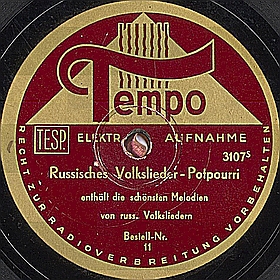 Tempo
TESP. ELEKTR. AUFNAHME
3107⁵
Russisches Volkslieder-Potpourri
enthält die schönsten Melodien
von russ. Volksliedern
Bestell-Nr.
11
RECHT ZUR RADIOVERBREITUNG VORBEHALTEN